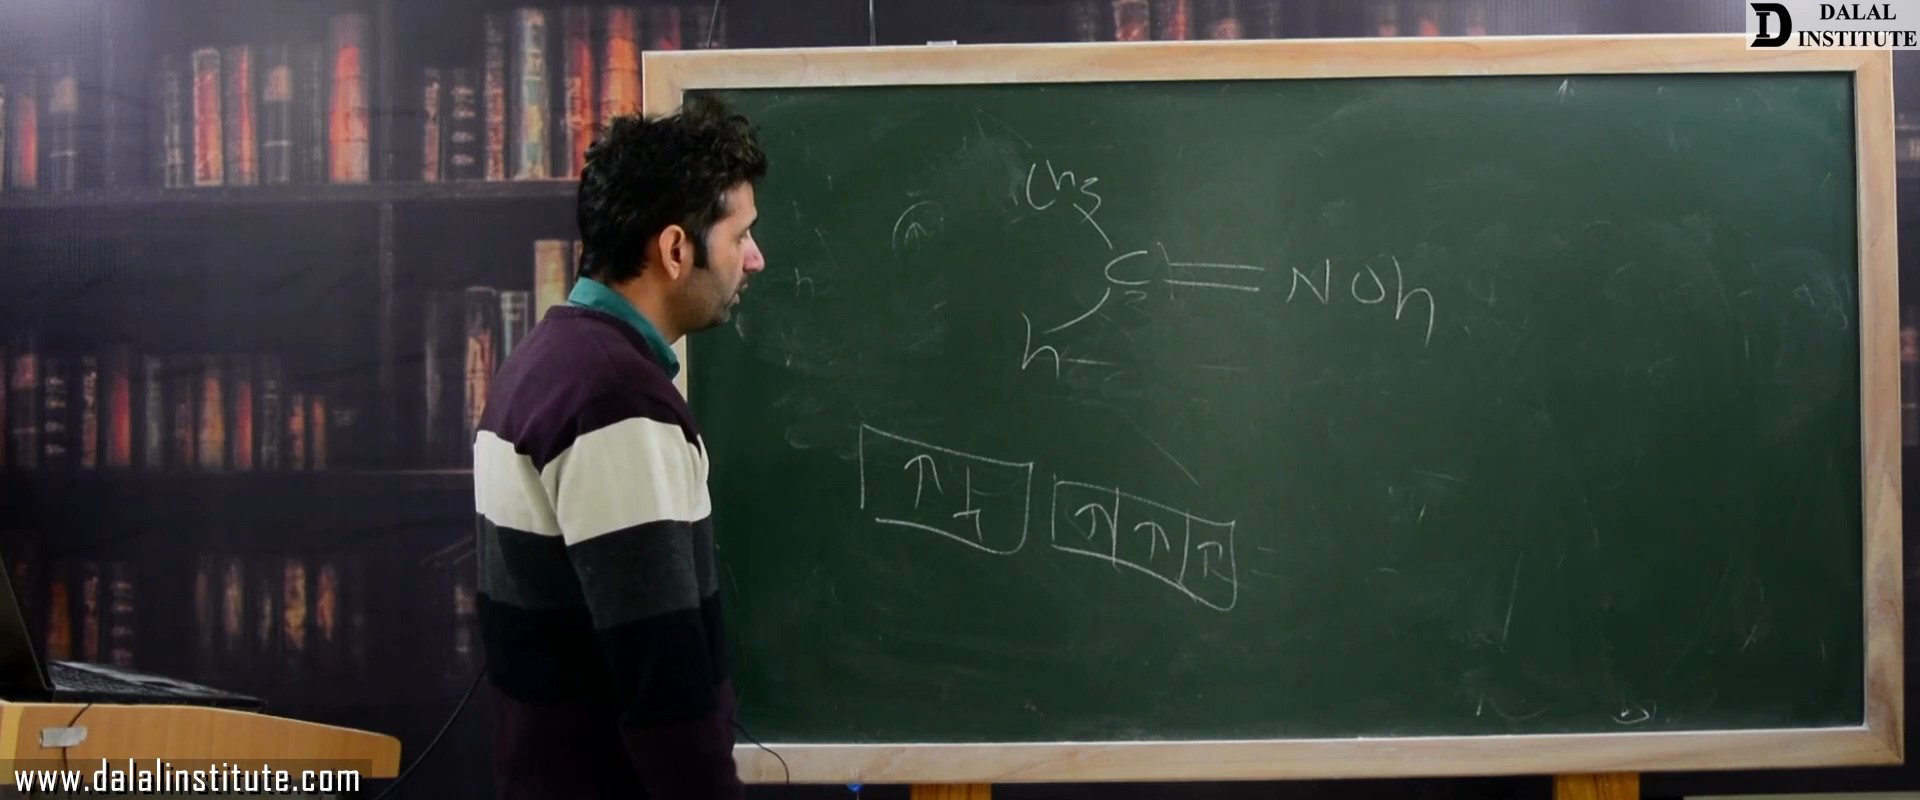 DALAL
INSTITUTE
Ch3
C=NOh
h
↑↓ ↑ ↑ ↑
www.dalalinstitute.com